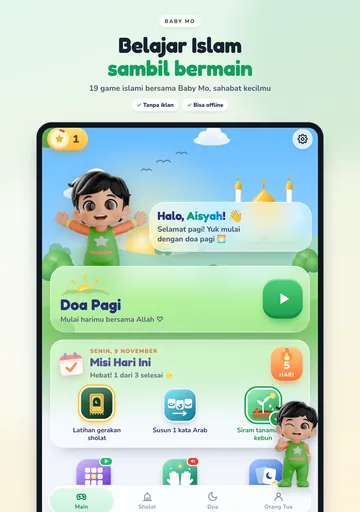 BABY MO
Belajar Islam
sambil bermain
19 game islami bersama Baby Mo, sahabat kecilmu
✓ Tanpa iklan
✓ Bisa offline
1
Halo, Aisyah! 👋
Selamat pagi! Yuk mulai
dengan doa pagi 🌅
Doa Pagi
Mulai harimu bersama Allah ♡
SENIN, 9 NOVEMBER
Misi Hari Ini
Hebat! 1 dari 3 selesai ⭐
5
HARI
Latihan gerakan
sholat
Susun 1 kata Arab
Siram tanaman
kebun
Main
Sholat
Doa
Orang Tua